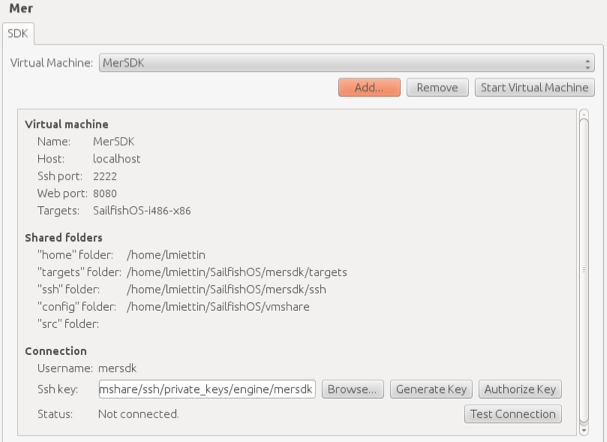 Mer
SDK
Virtual Machine: MerSDK
Add... Remove Start Virtual Machine
Virtual machine
Name: MerSDK
Host: localhost
Ssh port: 2222
Web port: 8080
Targets: SailfishOS-i486-x86
Shared folders
"home" folder: /home/lmiettin
"targets" folder: /home/lmiettin/SailfishOS/mersdk/targets
"ssh" folder: /home/lmiettin/SailfishOS/mersdk/ssh
"config" folder: /home/lmiettin/SailfishOS/vmshare
"src" folder:
Connection
Username: mersdk
Ssh key: mshare/ssh/private_keys/engine/mersdk Browse... Generate Key Authorize Key
Status: Not connected. Test Connection